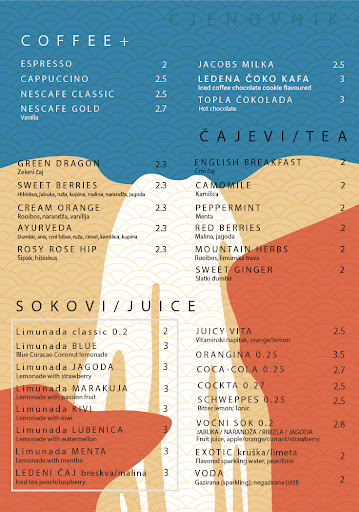 CJENOVNIK
COFFEE+
ESPRESSO 2
CAPPUCCINO 2.5
NESCAFE CLASSIC 2.5
NESCAFE GOLD 2.7
Vanilla
JACOBS MILKA 2.5
LEDENA ČOKO KAFA 3
Iced coffee chocolate cookie flavoured
TOPLA ČOKOLADA 3
Hot chocolate
ČAJEVI/TEA
GREEN DRAGON 2.3
Zeleni čaj
SWEET BERRIES 2.3
Hibiskus, jabuka, ruža, kupina, malina, narandža, jagoda
CREAM ORANGE 2.3
Rooibos, narandža, vanilija
AYURVEDA 2.3
Đumbir, anis, crni biber, ruža, cimet, kamilica, kupina
ROSY ROSE HIP 2.3
Šipak, hibiskus
ENGLISH BREAKFAST 2
Crni čaj
CAMOMILE 2
Kamilica
PEPPERMINT 2
Menta
RED BERRIES 2
Malina, jagoda
MOUNTAIN HERBS 2
Rooibos, limunska trava
SWEET GINGER 2
Slatki đumbir
SOKOVI/JUICE
Limunada classic 0.2 2
Limunada BLUE 3
Blue Curacao Coconut lemonade
Limunada JAGODA 3
Lemonade with strawberry
Limunada MARAKUJA 3
Lemonade with passion fruit
Limunada KIVI 3
Lemonade with kiwi
Limunada LUBENICA 3
Lemonade with watermellon
Limunada MENTA 3
Lemonade with mentha
LEDENI ČAJ breskva/malina 3
Iced tea peach/raspberry
JUICY VITA 2.5
Vitaminski napitak, orange/lemon
ORANGINA 0.25 3.5
COCA-COLA 0.25 2.7
COCKTA 0.27 2.5
SCHWEPPES 0.25 2.5
Bitter lemon; Tonic
VOĆNI SOK 0.2 2.8
JABUKA / NARANDŽA / RIBIZLA / JAGODA
Fruit juice, apple/orange/currant/strawberry
EXOTIC kruška/limeta 2
Flavored sparkling water, pear/lime
VODA 2
Gazirana (sparkling); negazirana (still) 2